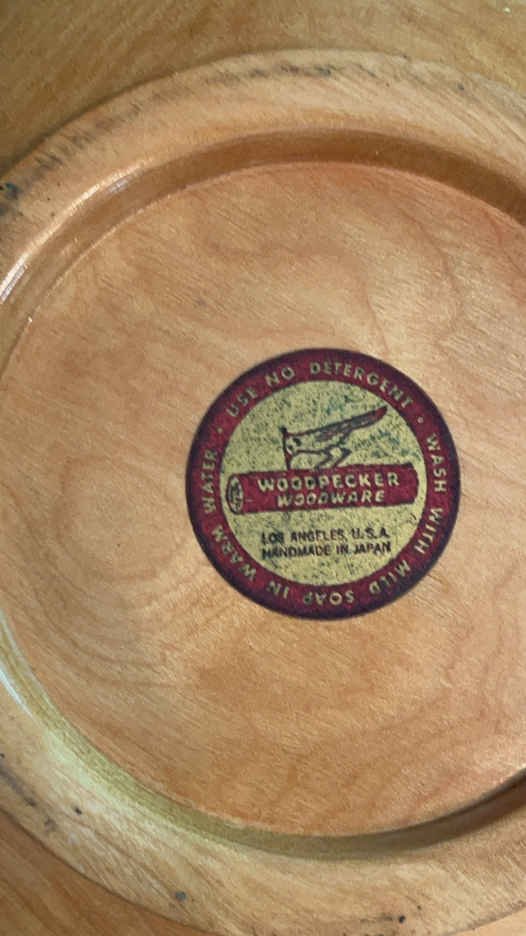 USE NO DETERGENT • WASH WITH MILD SOAP IN WARM WATER •
WOODPECKER
WOODWARE
LOS ANGELES, U.S.A.
HANDMADE IN JAPAN